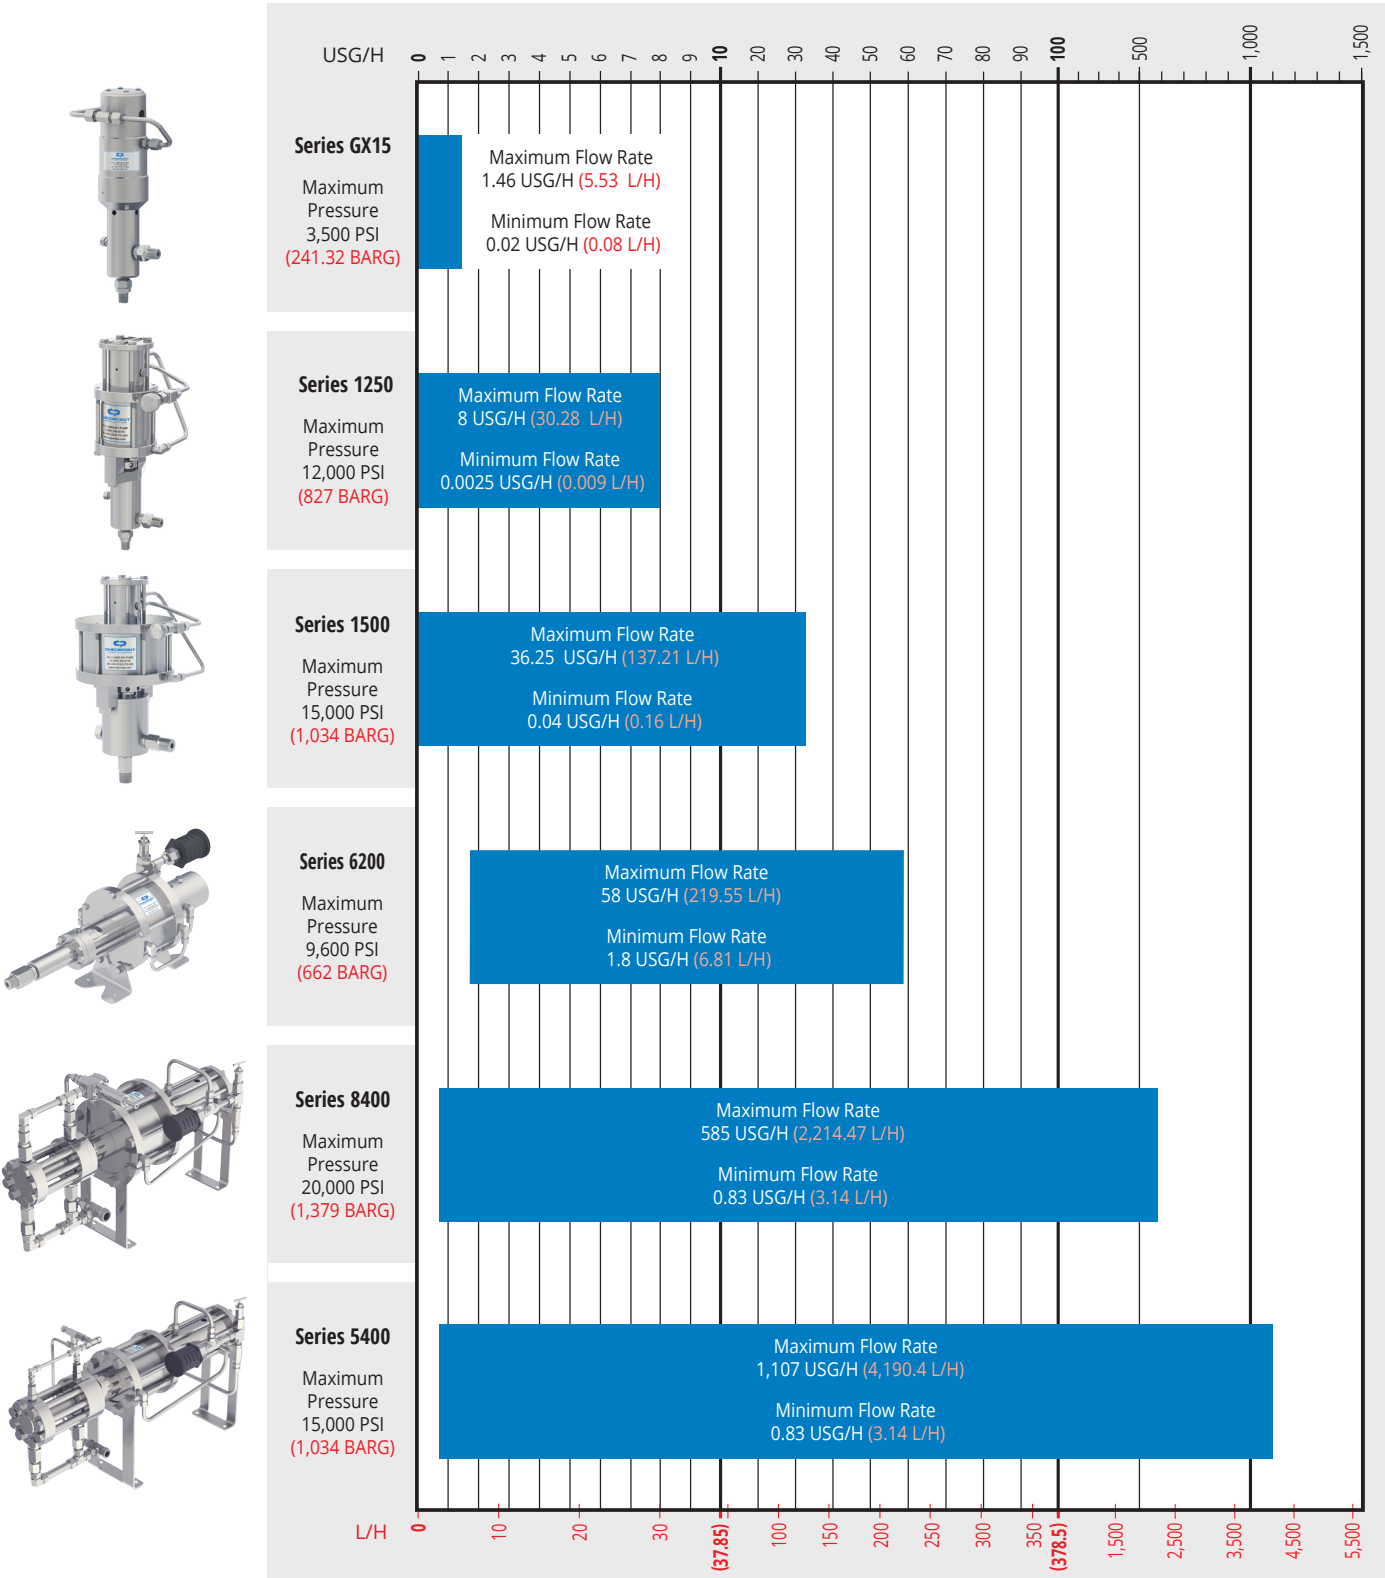 USG/H 0 1 2 3 4 5 6 7 8 9 10 20 30 40 50 60 70 80 90 100 500 1,000 1,500
Series GX15
Maximum
Pressure
3,500 PSI
(241.32 BARG)
Maximum Flow Rate
1.46 USG/H (5.53 L/H)
Minimum Flow Rate
0.02 USG/H (0.08 L/H)
Series 1250
Maximum
Pressure
12,000 PSI
(827 BARG)
Maximum Flow Rate
8 USG/H (30.28 L/H)
Minimum Flow Rate
0.0025 USG/H (0.009 L/H)
Series 1500
Maximum
Pressure
15,000 PSI
(1,034 BARG)
Maximum Flow Rate
36.25 USG/H (137.21 L/H)
Minimum Flow Rate
0.04 USG/H (0.16 L/H)
CHECKPOINT
Series 6200
Maximum
Pressure
9,600 PSI
(662 BARG)
Maximum Flow Rate
58 USG/H (219.55 L/H)
Minimum Flow Rate
1.8 USG/H (6.81 L/H)
Series 8400
Maximum
Pressure
20,000 PSI
(1,379 BARG)
Maximum Flow Rate
585 USG/H (2,214.47 L/H)
Minimum Flow Rate
0.83 USG/H (3.14 L/H)
Series 5400
Maximum
Pressure
15,000 PSI
(1,034 BARG)
Maximum Flow Rate
1,107 USG/H (4,190.4 L/H)
Minimum Flow Rate
0.83 USG/H (3.14 L/H)
L/H 0 10 20 30 (37.85) 100 150 200 250 300 350 (378.5) 1,500 2,500 3,500 4,500 5,500